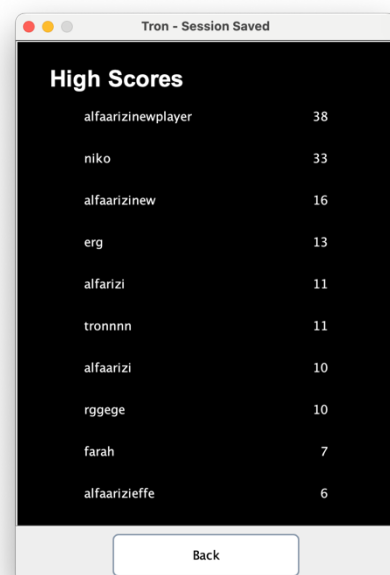 Tron - Session Saved
High Scores
alfaarizinewplayer 38
niko 33
alfaarizinew 16
erg 13
alfarizi 11
tronnnn 11
alfaarizi 10
rggege 10
farah 7
alfaarizieffe 6
Back